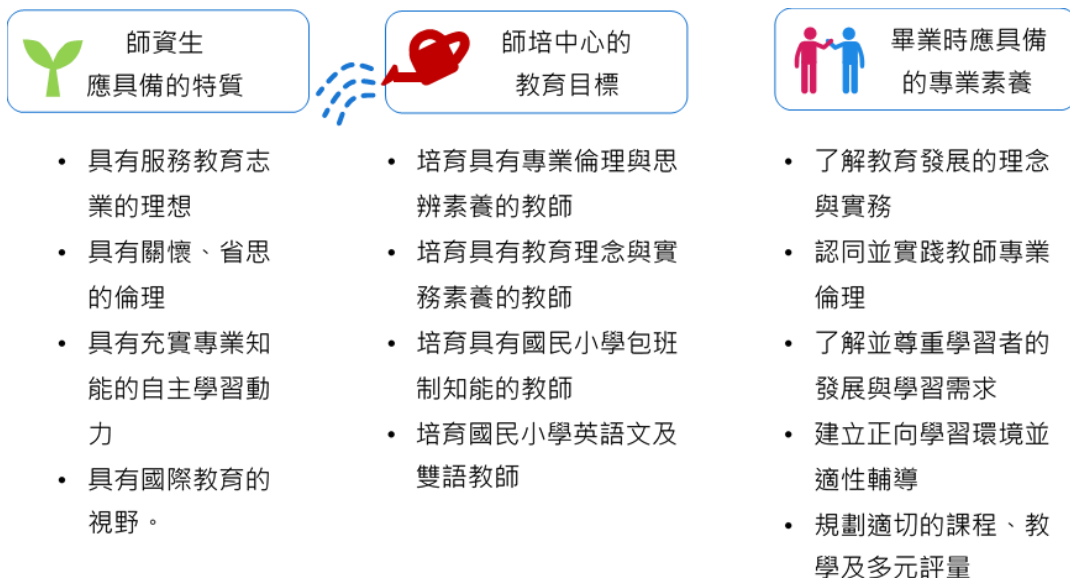 師資生
應具備的特質
• 具有服務教育志
業的理想
• 具有關懷、省思
的倫理
• 具有充實專業知
能的自主學習動
力
• 具有國際教育的
視野。
師培中心的
教育目標
• 培育具有專業倫理與思
辨素養的教師
• 培育具有教育理念與實
務素養的教師
• 培育具有國民小學包班
制知能的教師
• 培育國民小學英語文及
雙語教師
畢業時應具備
的專業素養
• 了解教育發展的理念
與實務
• 認同並實踐教師專業
倫理
• 了解並尊重學習者的
發展與學習需求
• 建立正向學習環境並
適性輔導
• 規劃適切的課程、教
學及多元評量